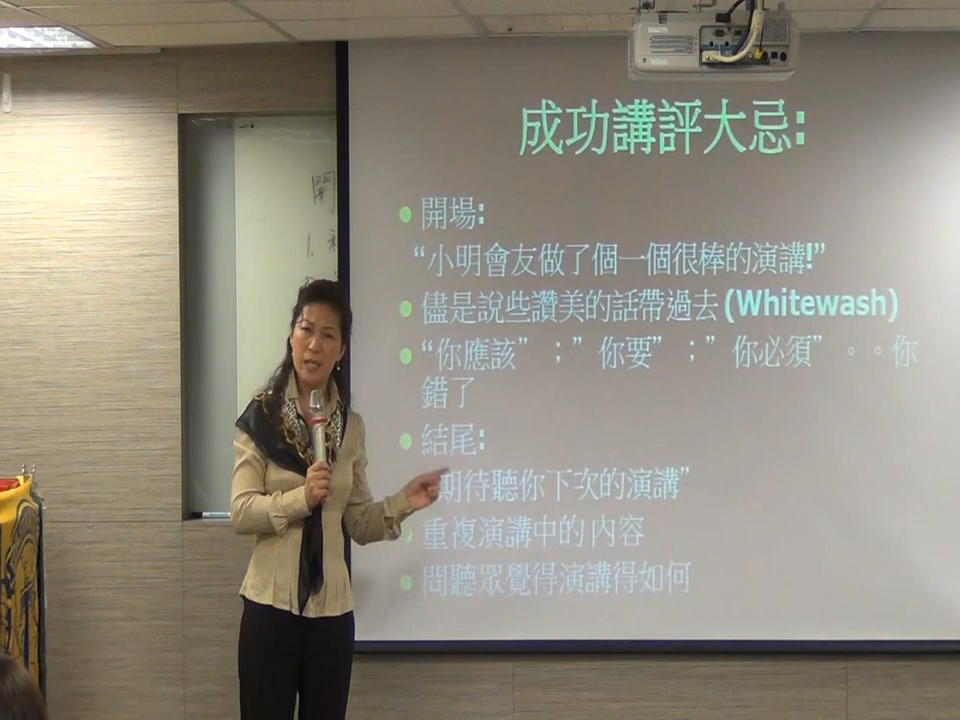 成功講評大忌:
開場:
“小明會友做了個一個很棒的演講!”
儘是說些讚美的話帶過去 (Whitewash)
“你應該” ;” 你要” ;” 你必須” 。。你
錯了
結尾:
期待聽你下次的演講”
重複演講中的內容
問聽眾覺得演講得如何
開
1.